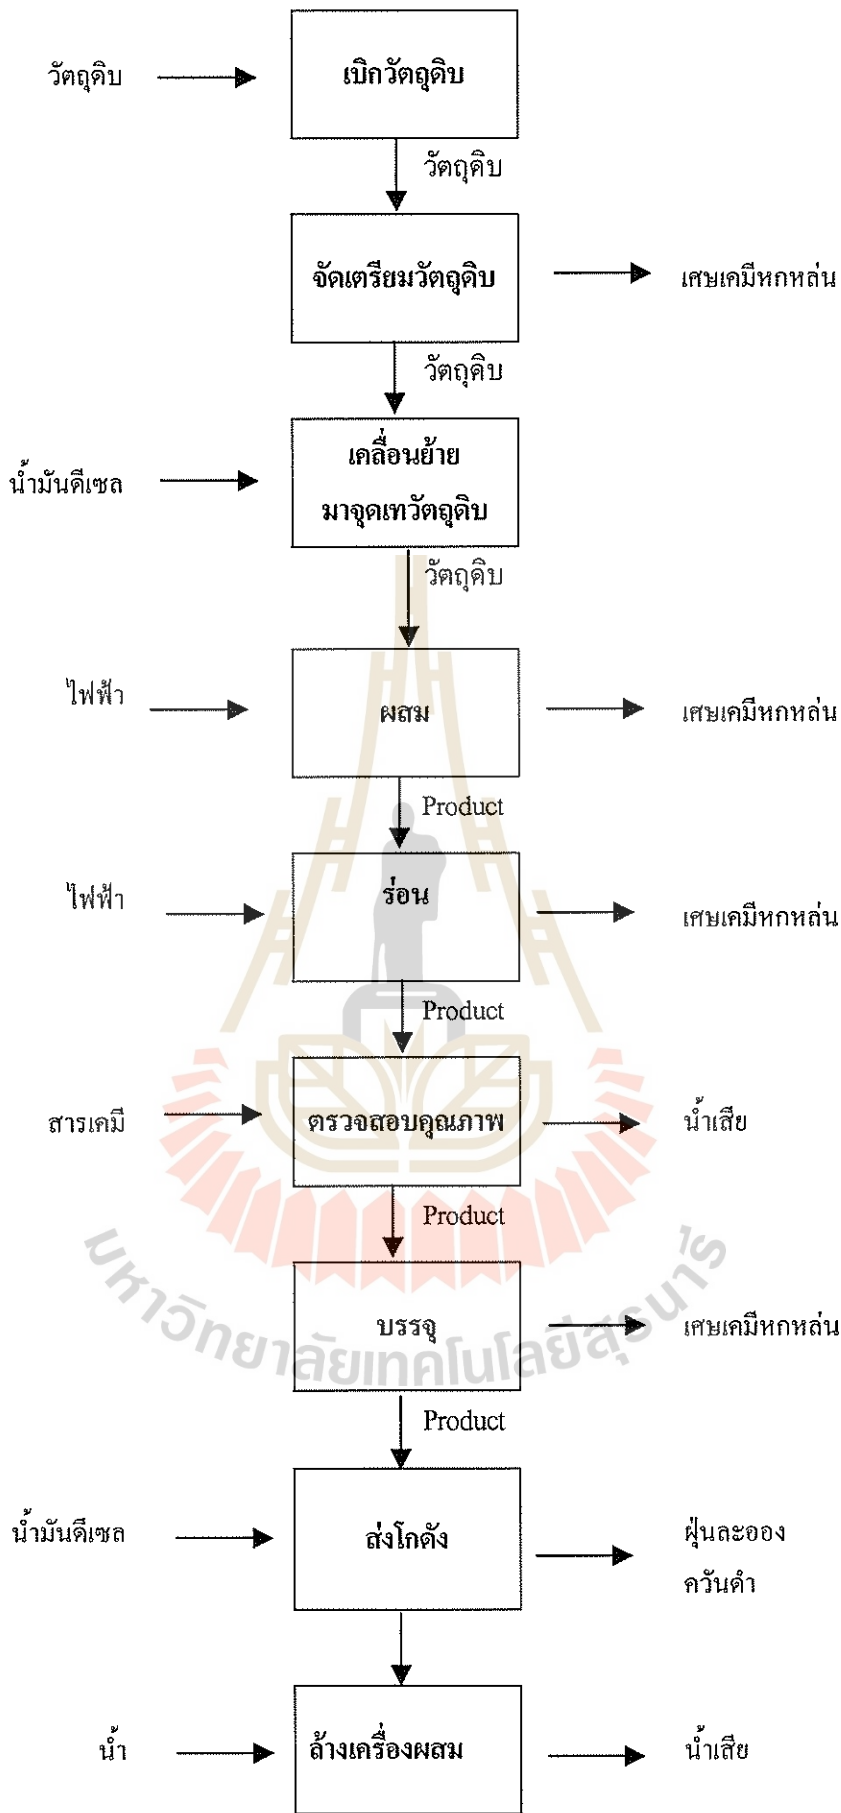 วัตถุดิบ
เบิกวัตถุดิบ
วัตถุดิบ
จัดเตรียมวัตถุดิบ
เศษเคมีหกหล่น
วัตถุดิบ
น้ำมันดีเซล
เคลื่อนย้าย
มาจุดเทวัตถุดิบ
วัตถุดิบ
ไฟฟ้า
ผสม
เศษเคมีหกหล่น
Product
ไฟฟ้า
ร่อน
เศษเคมีหกหล่น
Product
สารเคมี
ตรวจสอบคุณภาพ
น้ำเสีย
Product
บรรจุ
เศษเคมีหกหล่น
มหาวิทยาลัยเทคโนโลยีสุรนารี
Product
น้ำมันดีเซล
ส่งโกดัง
ฝุ่นละออง
ควันดำ
น้ำ
ล้างเครื่องผสม
น้ำเสีย